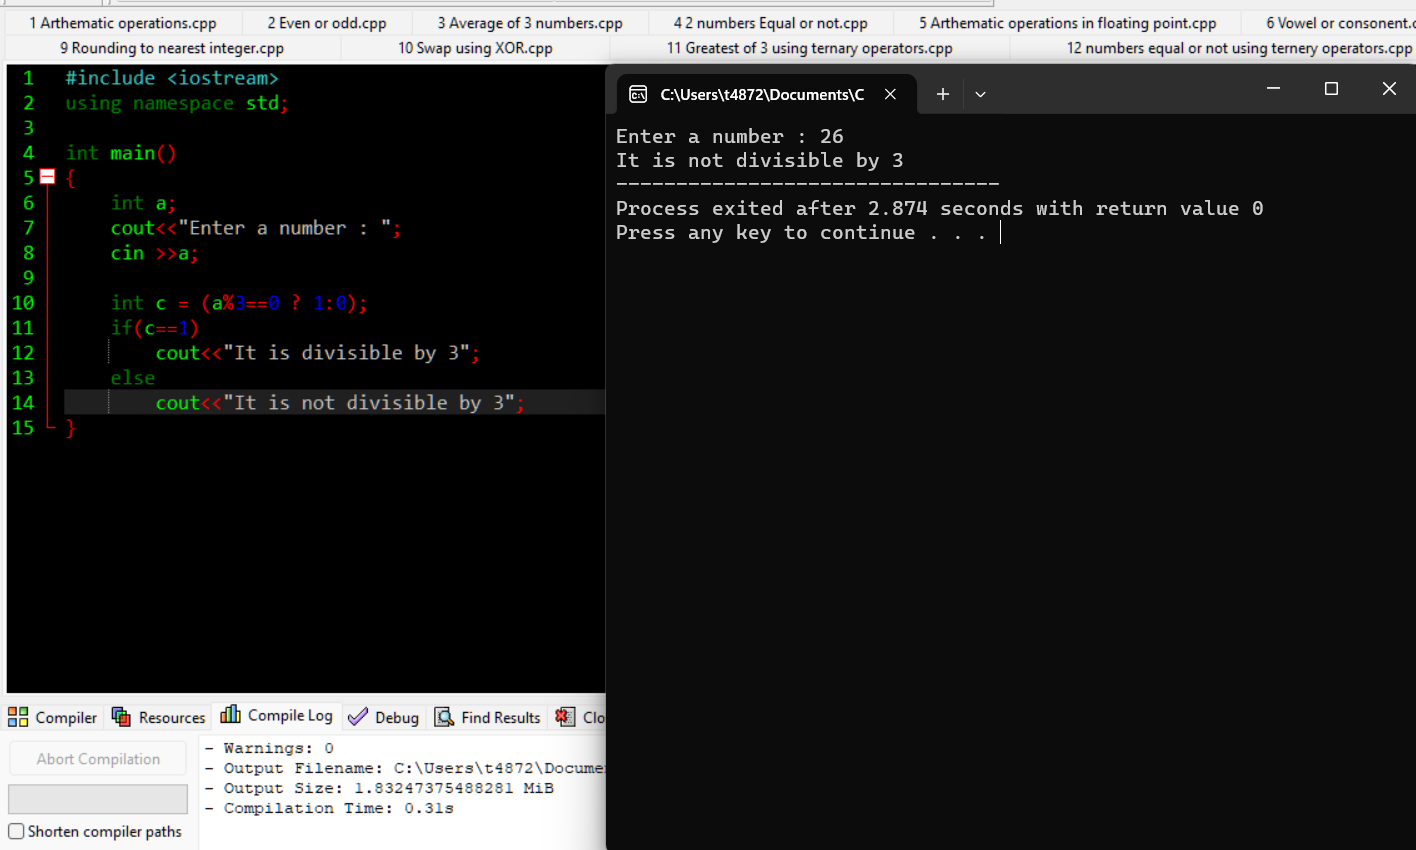 1 Arthematic operations.cpp 2 Even or odd.cpp 3 Average of 3 numbers.cpp 4 2 numbers Equal or not.cpp 5 Arthematic operations in floating point.cpp 6 Vowel or consonent.c
9 Rounding to nearest integer.cpp 10 Swap using XOR.cpp 11 Greatest of 3 using ternary operators.cpp 12 numbers equal or not using ternery operators.cpp
1 #include <iostream>
2 using namespace std;
3
4 int main()
5 {
6 int a;
7 cout<<"Enter a number : ";
8 cin >>a;
9
10 int c = (a%3==0 ? 1:0);
11 if(c==1)
12 cout<<"It is divisible by 3";
13 else
14 cout<<"It is not divisible by 3";
15 }
C:\Users\t4872\Documents\C
Enter a number : 26
It is not divisible by 3
--------------------------------
Process exited after 2.874 seconds with return value 0
Press any key to continue . . .
Compiler Resources Compile Log Debug Find Results Clo
Abort Compilation
Shorten compiler paths
- Warnings: 0
- Output Filename: C:\Users\t4872\Docume
- Output Size: 1.83247375488281 MiB
- Compilation Time: 0.31s